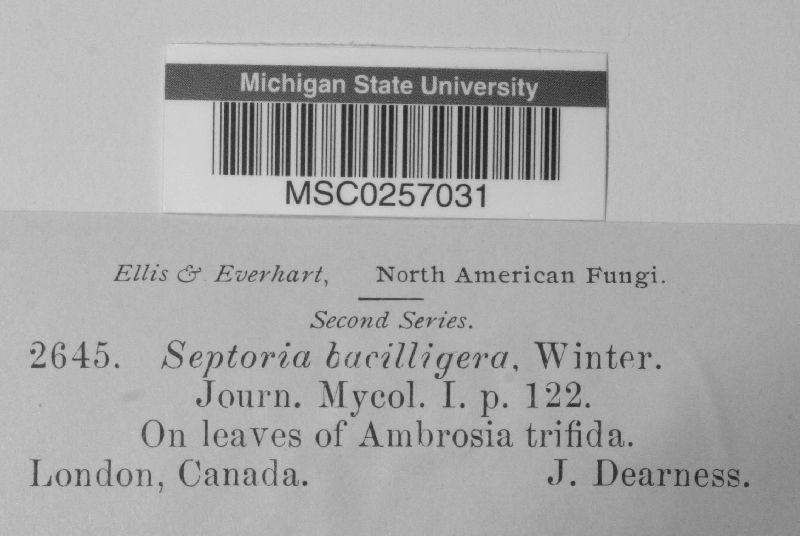 Michigan State University
MSC0257031
Ellis & Everhart, North American Fungi.
Second Series.
2645. Septoria bacilligera, Winter.
Journ. Mycol. I. p. 122.
On leaves of Ambrosia trifida.
London, Canada. J. Dearness.